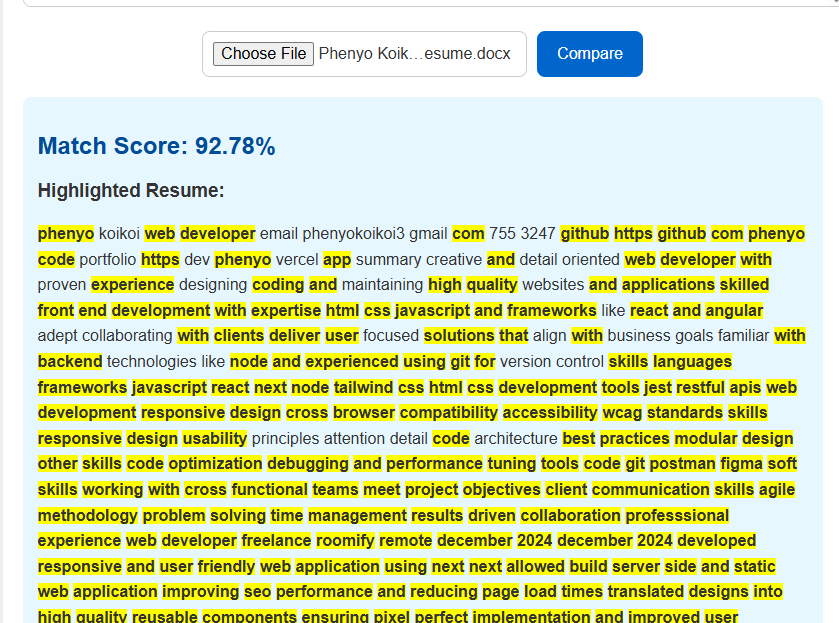 Choose File Phenyo Koik...esume.docx Compare
Match Score: 92.78%
Highlighted Resume:
phenyo koikoi web developer email phenyokoikoi3 gmail com 755 3247 github https github com phenyo
code portfolio https dev phenyo vercel app summary creative and detail oriented web developer with
proven experience designing coding and maintaining high quality websites and applications skilled
front end development with expertise html css javascript and frameworks like react and angular
adept collaborating with clients deliver user focused solutions that align with business goals familiar with
backend technologies like node and experienced using git for version control skills languages
frameworks javascript react next node tailwind css html css development tools jest restful apis web
development responsive design cross browser compatibility accessibility wcag standards skills
responsive design usability principles attention detail code architecture best practices modular design
other skills code optimization debugging and performance tuning tools code git postman figma soft
skills working with cross functional teams meet project objectives client communication skills agile
methodology problem solving time management results driven collaboration professsional
experience web developer freelance roomify remote december 2024 december 2024 developed
responsive and user friendly web application using next next allowed build server side and static
web application improving seo performance and reducing page load times translated designs into
high quality reusable components ensuring pixel perfect implementation and improved user